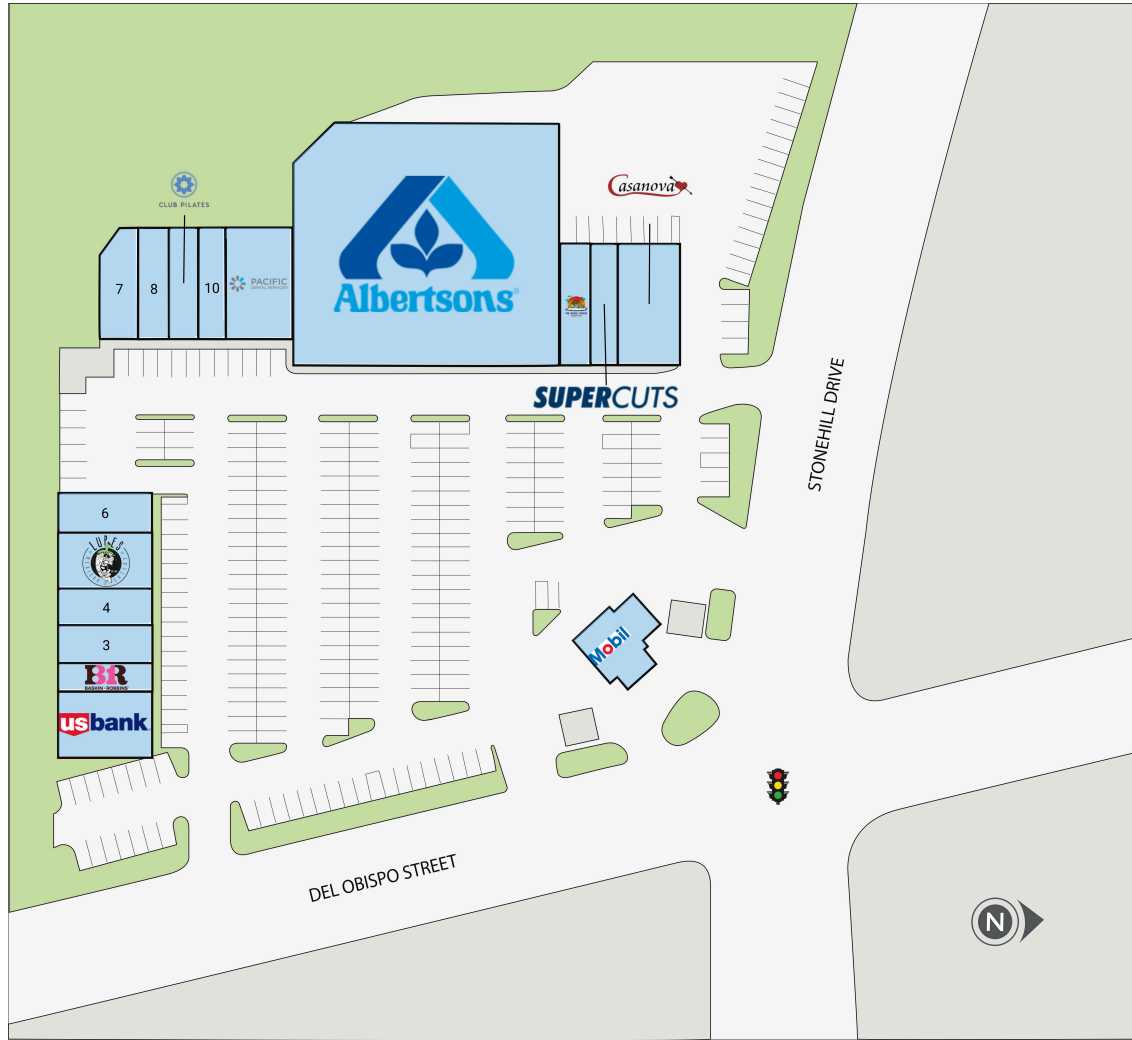 CLUB PILATES
Casanova
7
8
10
PACIFIC
DENTAL SERVICES
Albertsons
SUPERCUTS
STONEHILL DRIVE
6
LUPE'S
4
3
BR
BASKIN-ROBBINS
usbank
Mobil
DEL OBISPO STREET
N